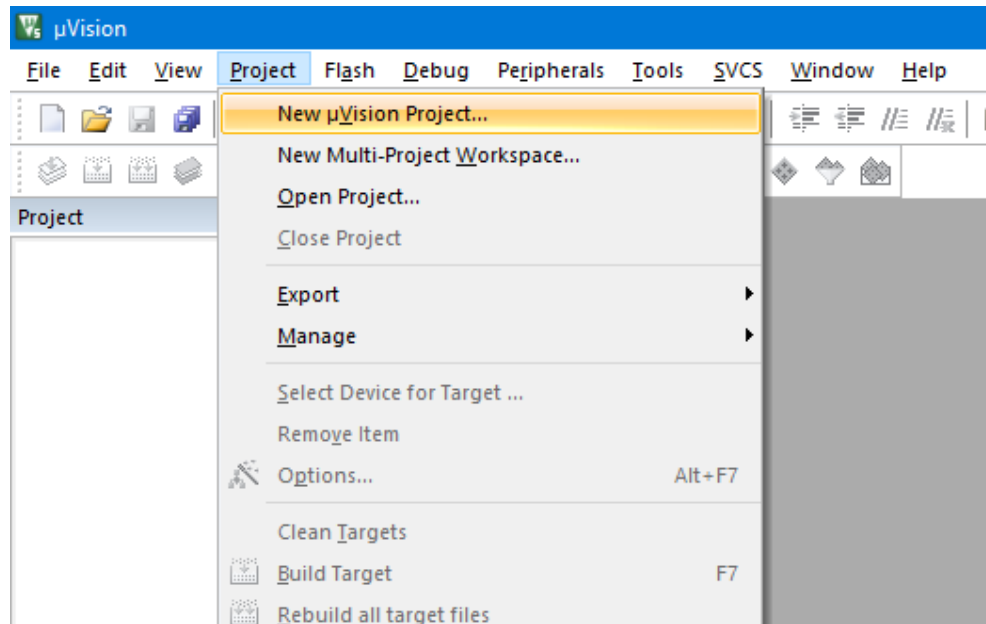 µVision
File Edit View Project Flash Debug Peripherals Tools SVCS Window Help
New µVision Project...
New Multi-Project Workspace...
Open Project...
Close Project
Project
Export
Manage
Select Device for Target ...
Remove Item
Options... Alt+F7
Clean Targets
Build Target F7
Rebuild all target files